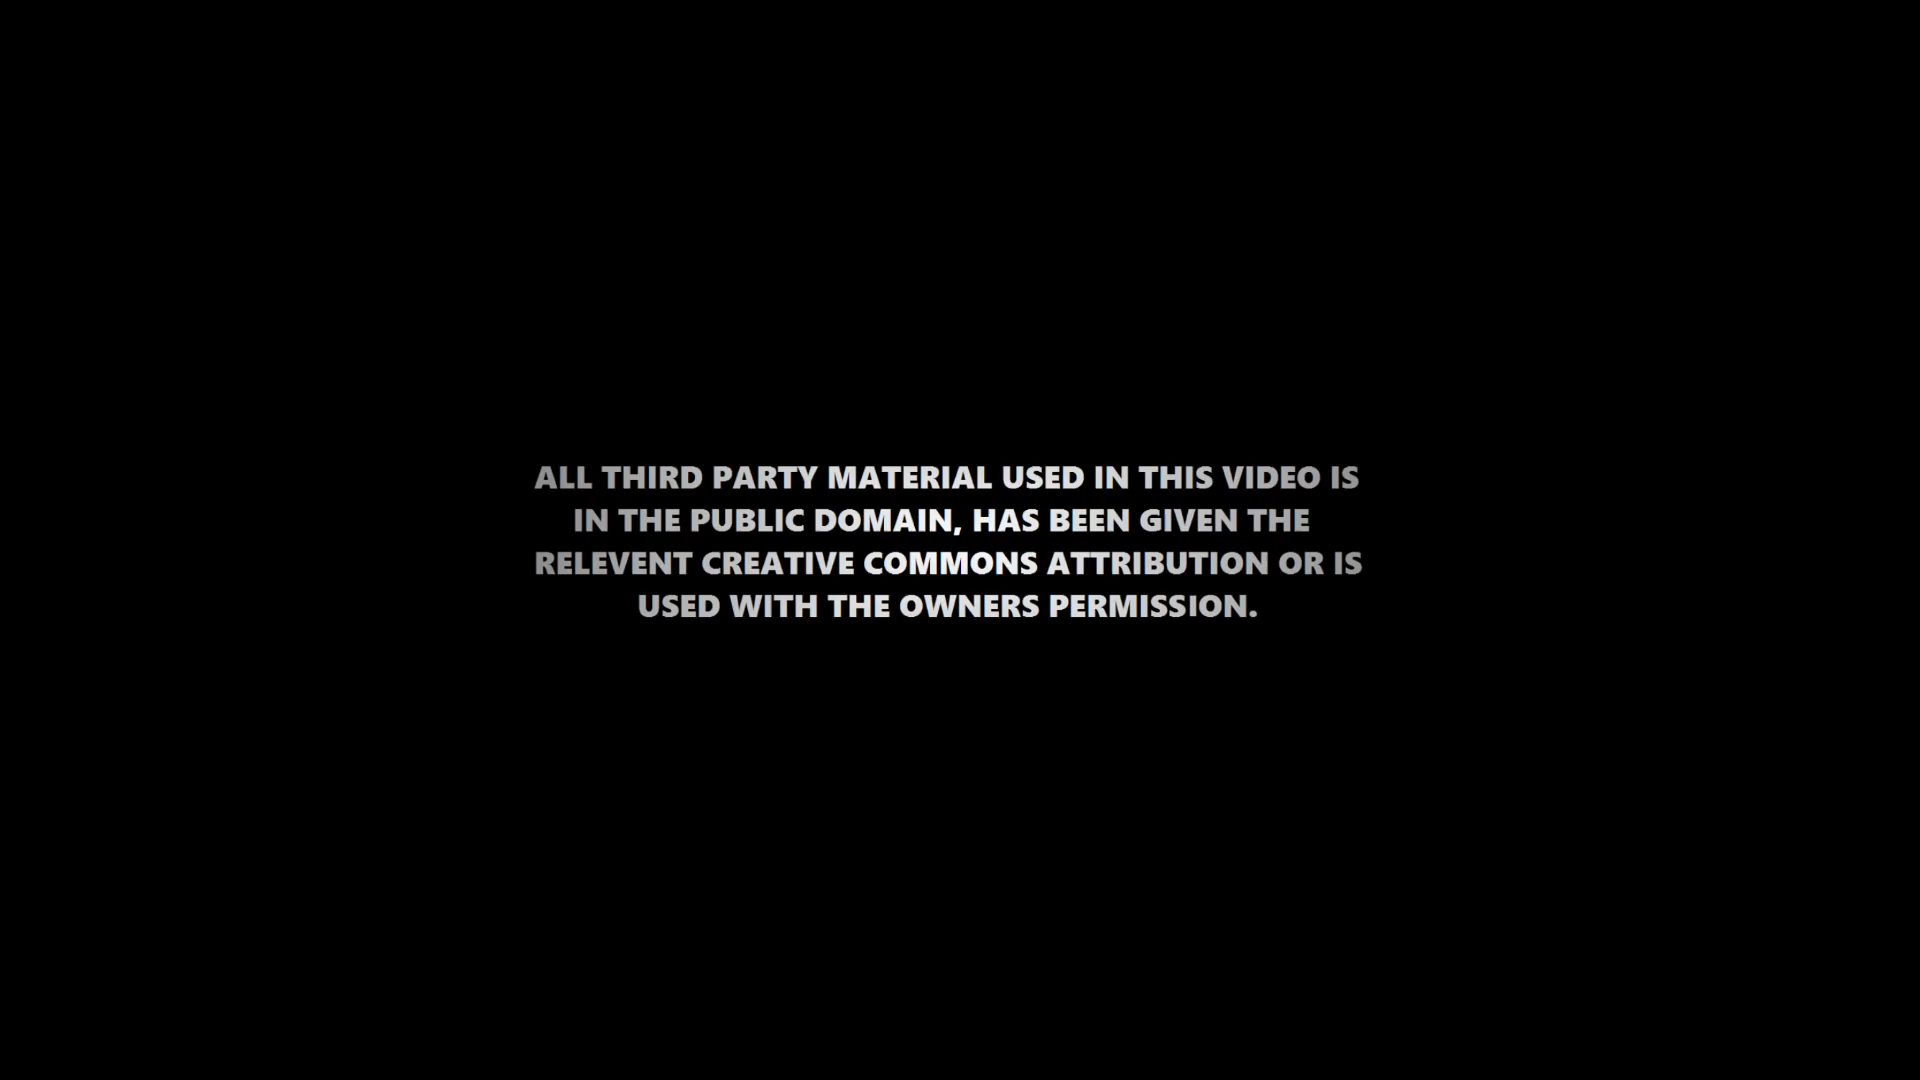 ALL THIRD PARTY MATERIAL USED IN THIS VIDEO IS
IN THE PUBLIC DOMAIN, HAS BEEN GIVEN THE
RELEVENT CREATIVE COMMONS ATTRIBUTION OR IS
USED WITH THE OWNERS PERMISSION.